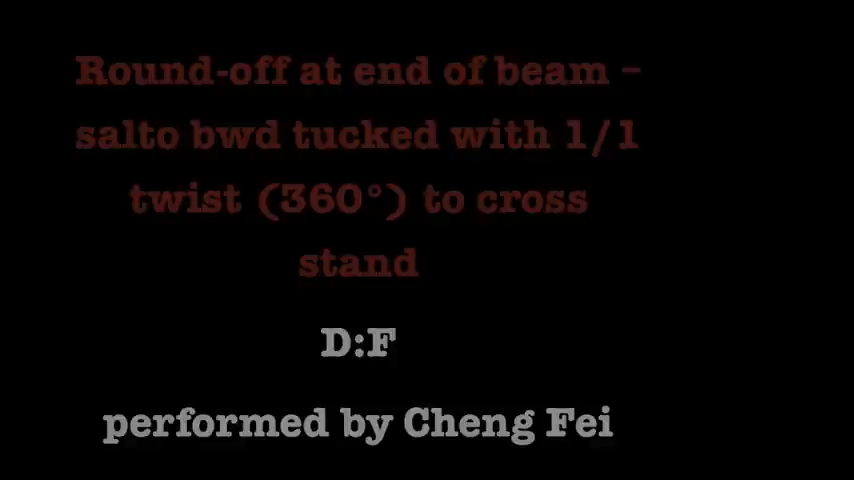 Round-off at end of beam –
salto bwd tucked with 1/1
twist (360°) to cross
stand
D:F
performed by Cheng Fei